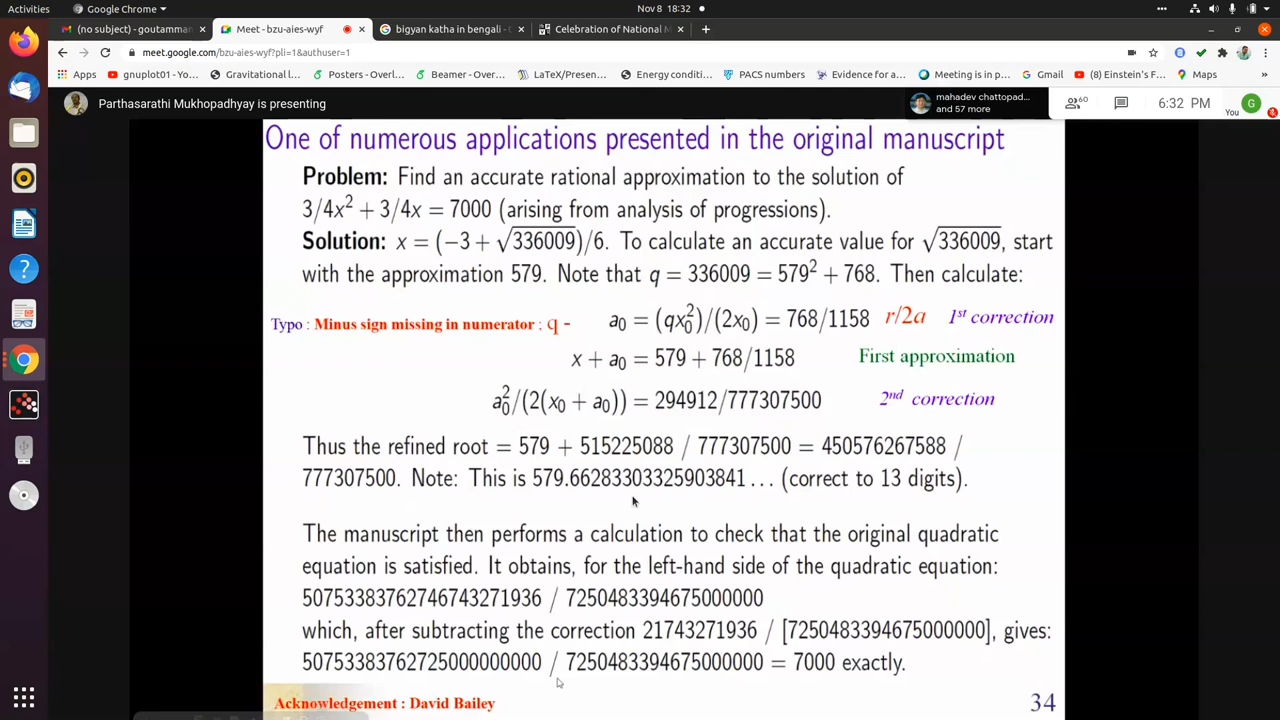 Activities
Google Chrome
Nov 8 18:32
(no subject) - goutamman
Meet - bzu-aies-wyf
bigyan katha in bengali -
Celebration of National M
meet.google.com/bzu-aies-wyf?pli=1&authuser=1
Apps
gnuplot01 - Yo...
Gravitational l...
Posters - Overl...
Beamer - Over...
LaTeX/Presen...
Energy conditi...
PACS numbers
Evidence for a...
Meeting is in p...
Gmail
(8) Einstein's F...
Maps
Parthasarathi Mukhopadhyay is presenting
mahadev chattopad...
and 57 more
60
6:32 PM
G
You
One of numerous applications presented in the original manuscript
Problem: Find an accurate rational approximation to the solution of
3/4x² + 3/4x = 7000 (arising from analysis of progressions).
Solution: x = (−3 + √336009)/6. To calculate an accurate value for √336009, start
with the approximation 579. Note that q = 336009 = 579² + 768. Then calculate:
Typo : Minus sign missing in numerator ; q - a₀ = (qx₀²)/(2x₀) = 768/1158 r/2a 1st correction
x + a₀ = 579 + 768/1158 First approximation
a₀²/(2(x₀ + a₀)) = 294912/777307500 2nd correction
Thus the refined root = 579 + 515225088 / 777307500 = 450576267588 /
777307500. Note: This is 579.66283303325903841... (correct to 13 digits).
The manuscript then performs a calculation to check that the original quadratic
equation is satisfied. It obtains, for the left-hand side of the quadratic equation:
50753383762746743271936 / 7250483394675000000
which, after subtracting the correction 21743271936 / [7250483394675000000], gives:
50753383762725000000000 / 7250483394675000000 = 7000 exactly.
Acknowledgement : David Bailey
34